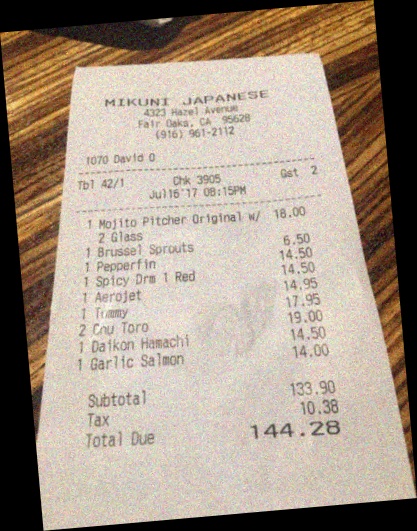 MIKUNI JAPANESE
4323 Hazel Avenue
Fair Oaks, CA 95628
(916) 961-2112
1070 David O
Tbl 42/1 Chk 3905 Gst 2
Jul16'17 08:15PM
1 Mojito Pitcher Original w/ 18.00
2 Glass
1 Brussel Sprouts 6.50
1 Pepperfin 14.50
1 Spicy Drm 1 Red 14.50
1 Aerojet 14.95
1 Tommy 17.95
2 Chu Toro 19.00
1 Daikon Hamachi 14.50
1 Garlic Salmon 14.00
Subtotal 133.90
Tax 10.38
Total Due 144.28